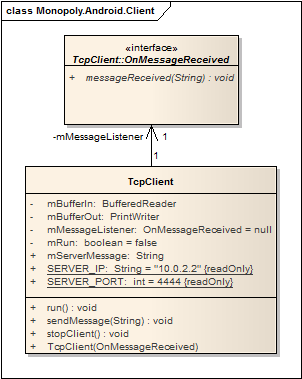 class Monopoly.Android.Client
«interface»
TcpClient::OnMessageReceived
+ messageReceived(String) : void
-mMessageListener 1
1
TcpClient
- mBufferIn: BufferedReader
- mBufferOut: PrintWriter
- mMessageListener: OnMessageReceived = null
- mRun: boolean = false
+ mServerMessage: String
+ SERVER_IP: String = "10.0.2.2" {readOnly}
+ SERVER_PORT: int = 4444 {readOnly}
+ run() : void
+ sendMessage(String) : void
+ stopClient() : void
+ TcpClient(OnMessageReceived)